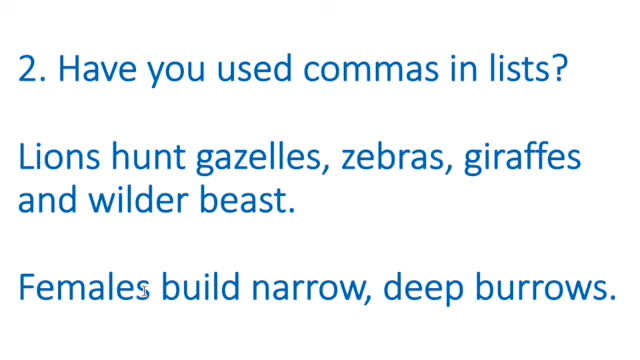 2. Have you used commas in lists?
Lions hunt gazelles, zebras, giraffes
and wilder beast.
Females build narrow, deep burrows.